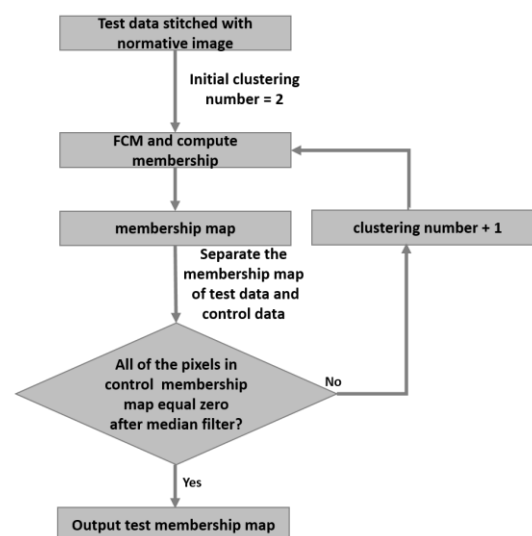 Test data stitched with
normative image
Initial clustering
number = 2
FCM and compute
membership
membership map
clustering number + 1
Separate the
membership map
of test data and
control data
All of the pixels in
control membership
map equal zero
after median filter?
No
Yes
Output test membership map